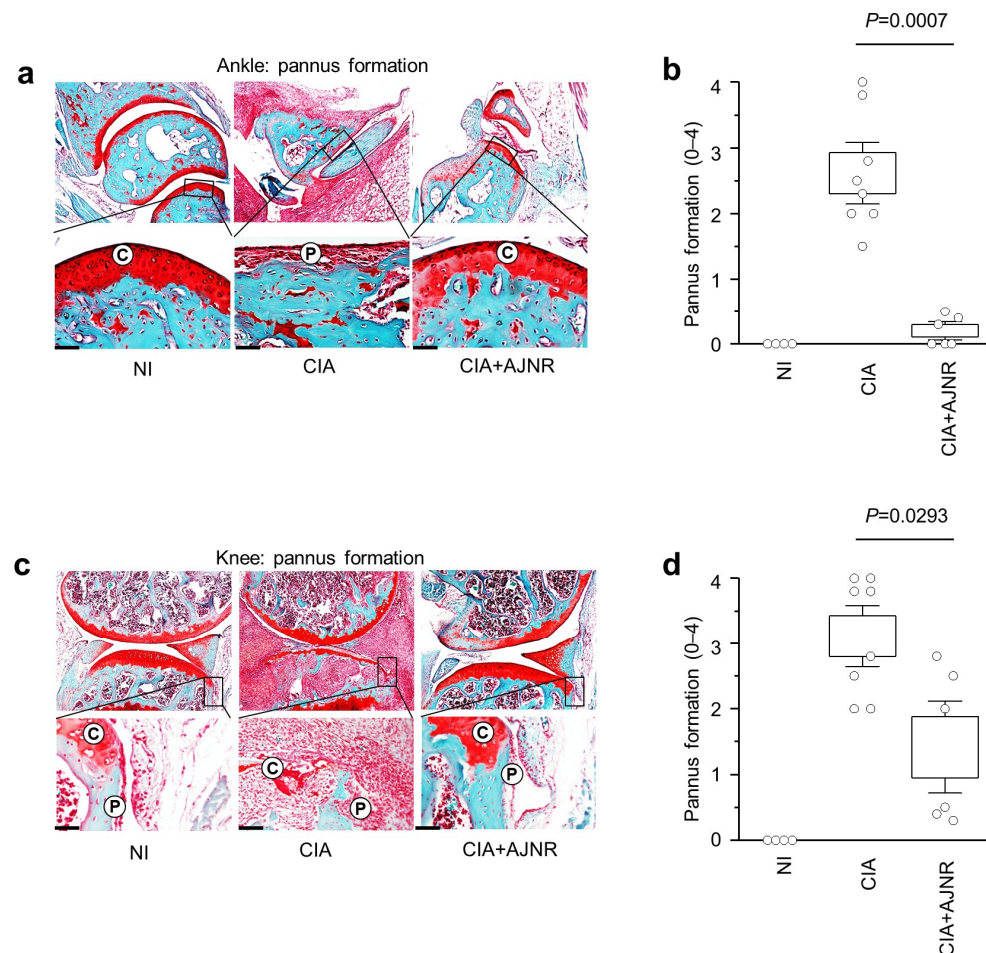 a
Ankle: pannus formation
C
P
C
NI
CIA
CIA+AJNR
b
P=0.0007
Pannus formation (0–4)
4
3
2
1
0
NI
CIA
CIA+AJNR
c
Knee: pannus formation
C
P
C
P
C
P
NI
CIA
CIA+AJNR
d
P=0.0293
Pannus formation (0–4)
4
3
2
1
0
NI
CIA
CIA+AJNR